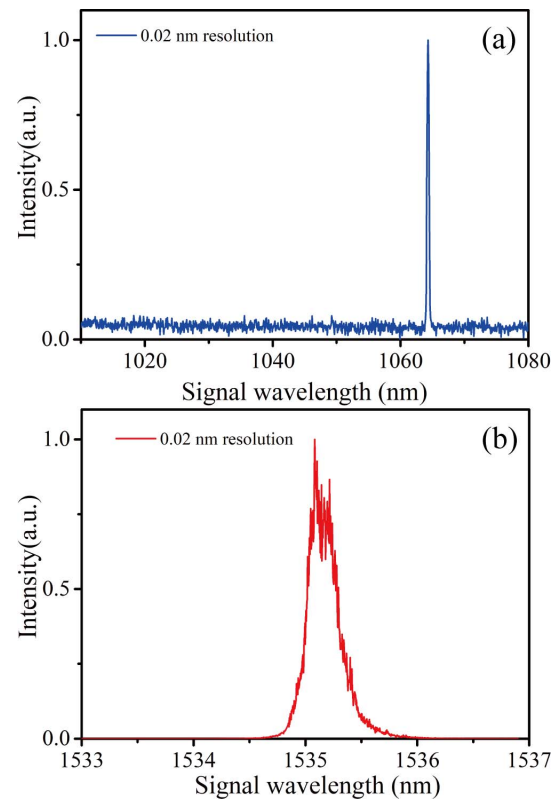 0.02 nm resolution
(a)
1.0
0.5
0.0
Intensity(a.u.)
1020 1040 1060 1080
Signal wavelength (nm)
0.02 nm resolution
(b)
1.0
0.5
0.0
Intensity(a.u.)
1533 1534 1535 1536 1537
Signal wavelength (nm)